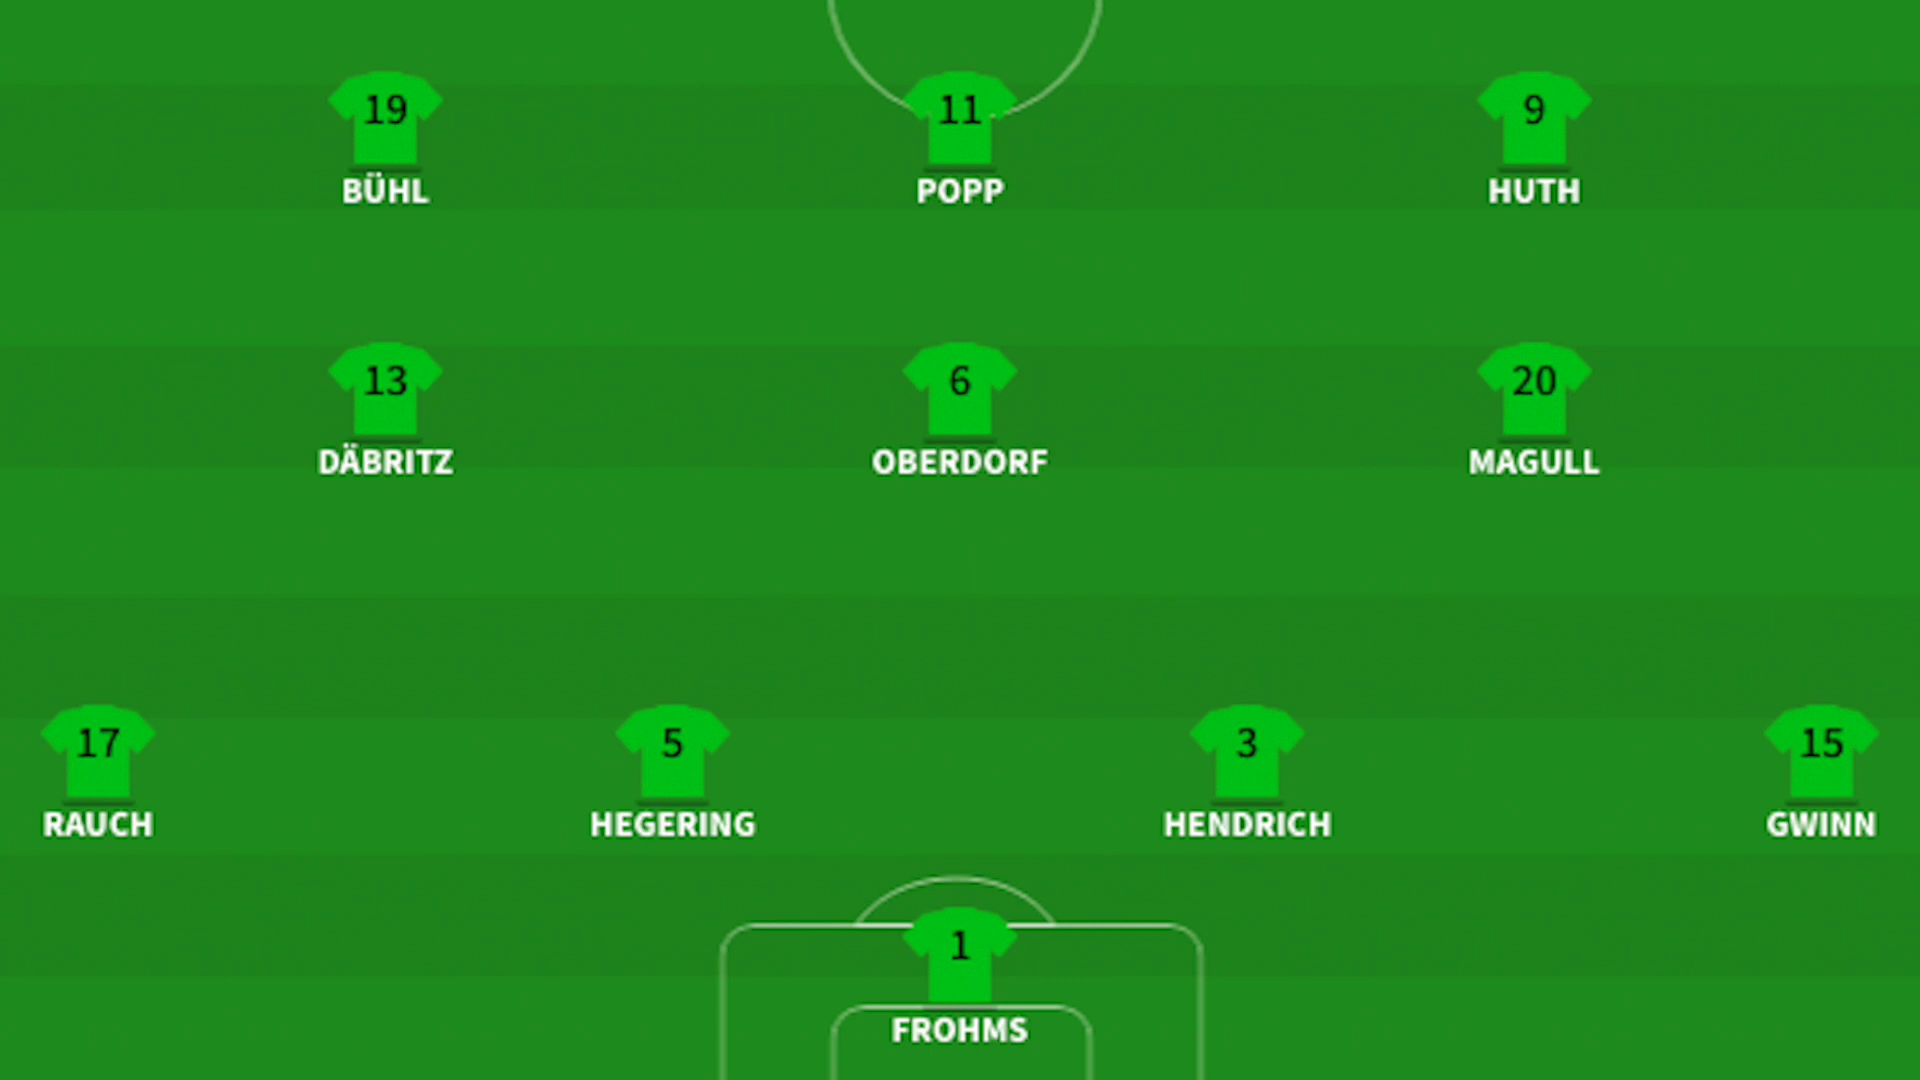 19 11 9
BÜHL POPP HUTH
13 6 20
DÄBRITZ OBERDORF MAGULL
17 5 3 15
RAUCH HEGERING HENDRICH GWINN
1
FROHMS